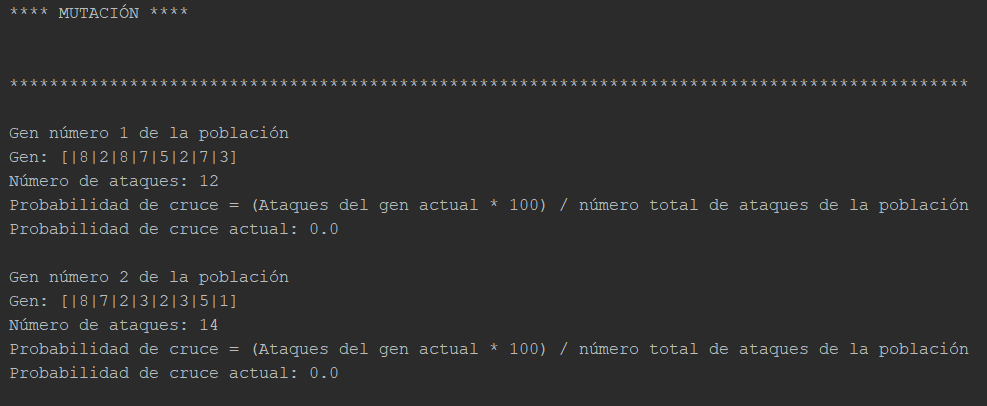 **** MUTACIÓN ****
************************************************************************************************
Gen número 1 de la población
Gen: [|8|2|8|7|5|2|7|3]
Número de ataques: 12
Probabilidad de cruce = (Ataques del gen actual * 100) / número total de ataques de la población
Probabilidad de cruce actual: 0.0
Gen número 2 de la población
Gen: [|8|7|2|3|2|3|5|1]
Número de ataques: 14
Probabilidad de cruce = (Ataques del gen actual * 100) / número total de ataques de la población
Probabilidad de cruce actual: 0.0